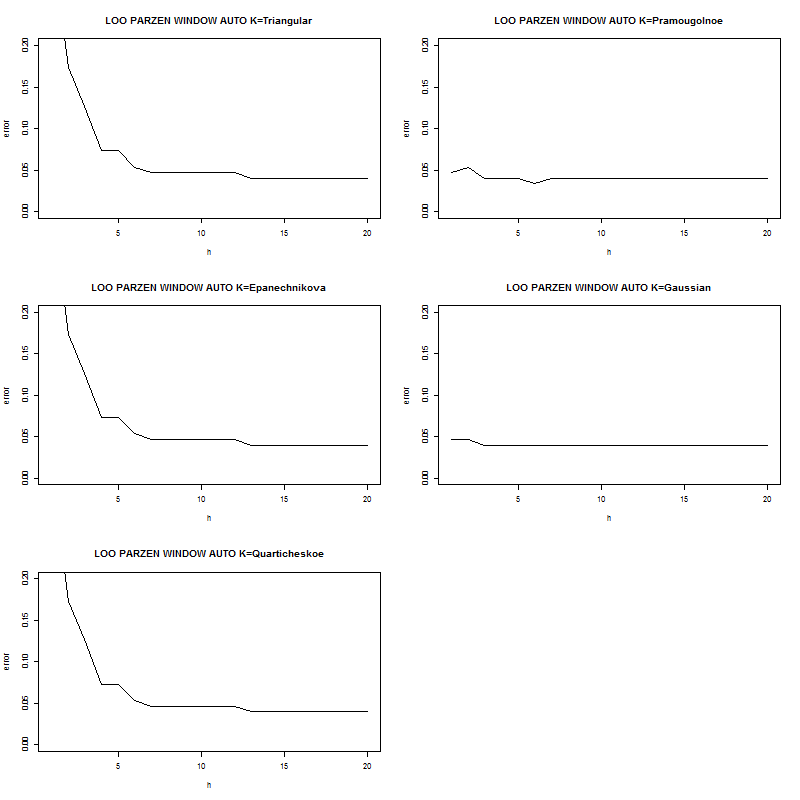 LOO PARZEN WINDOW AUTO K=Triangular
error
0.00 0.05 0.10 0.15 0.20
5 10 15 20
h
LOO PARZEN WINDOW AUTO K=Pramougolnoe
error
0.00 0.05 0.10 0.15 0.20
5 10 15 20
h
LOO PARZEN WINDOW AUTO K=Epanechnikova
error
0.00 0.05 0.10 0.15 0.20
5 10 15 20
h
LOO PARZEN WINDOW AUTO K=Gaussian
error
0.00 0.05 0.10 0.15 0.20
5 10 15 20
h
LOO PARZEN WINDOW AUTO K=Quarticheskoe
error
0.00 0.05 0.10 0.15 0.20
5 10 15 20
h